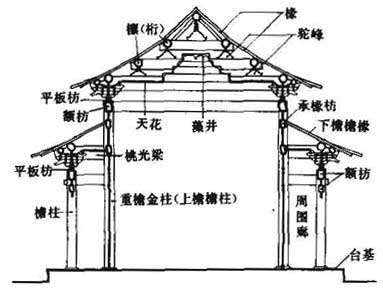 檩(桁)
椽
驼峰
平板枋
额枋
天花
藻井
承椽枋
下檐檐椽
桃光梁
平板枋
额枋
檐柱
重檐金柱(上檐檐柱)
周围廊
台基